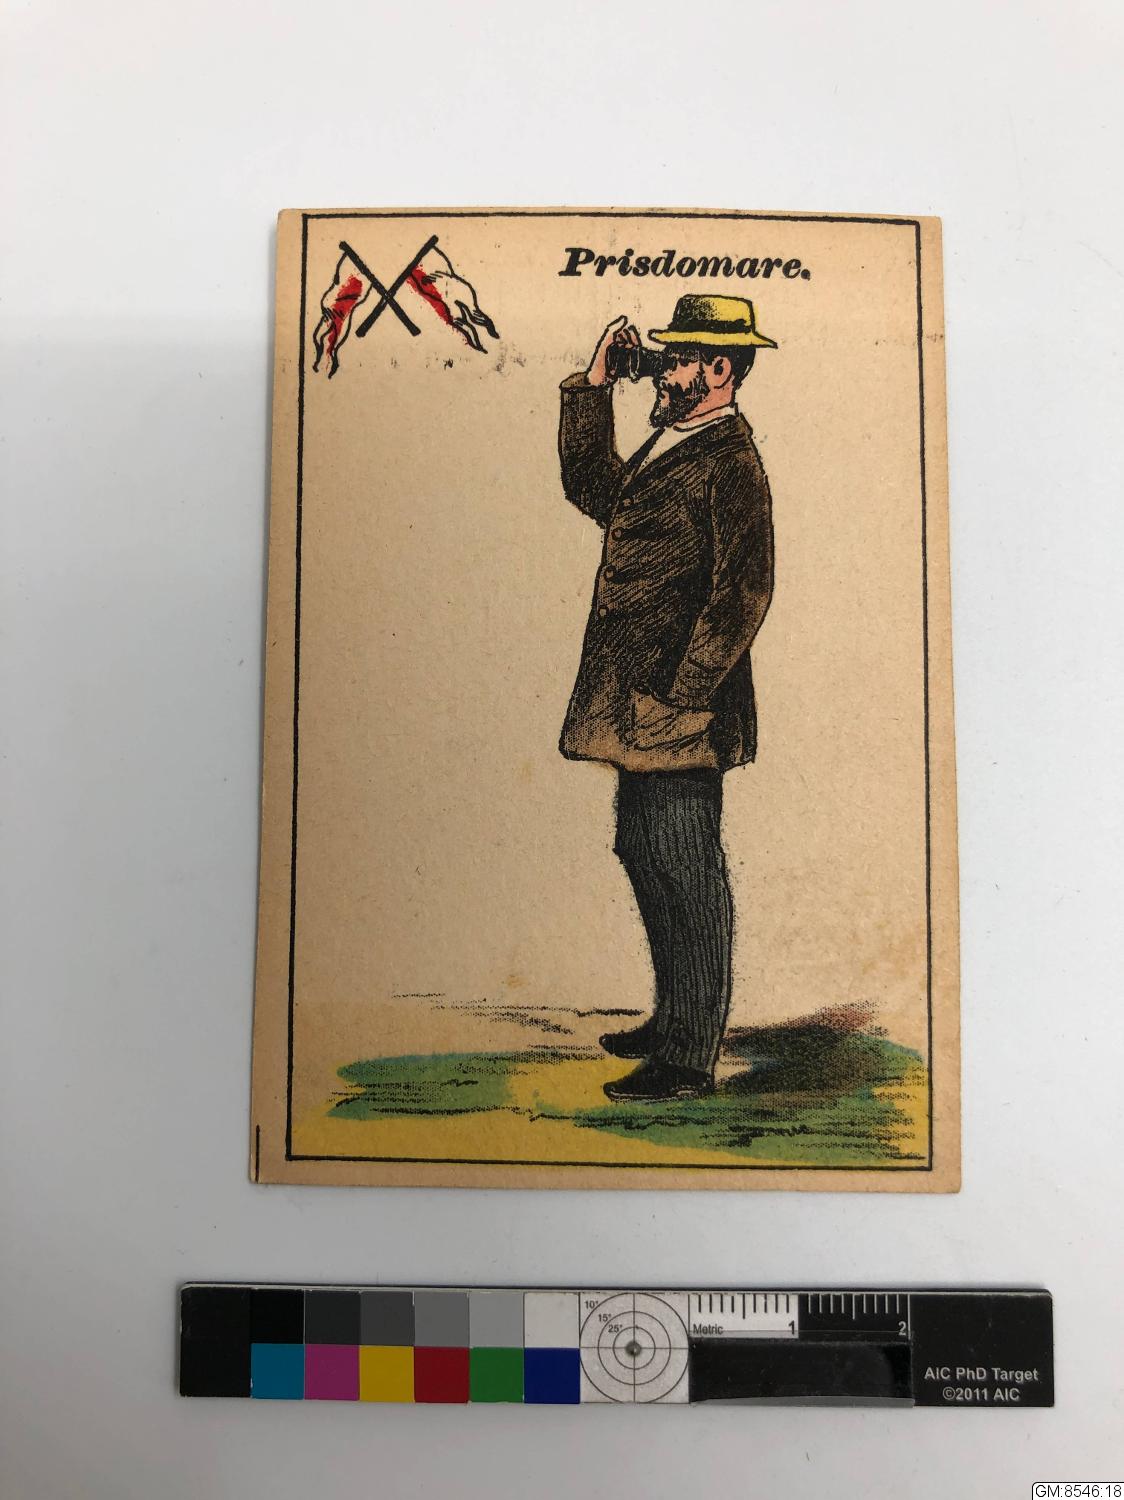 Prisdomare.
10°
15°
25°
Metric
1
2
AIC PhD Target
©2011 AIC
GM:8546:18